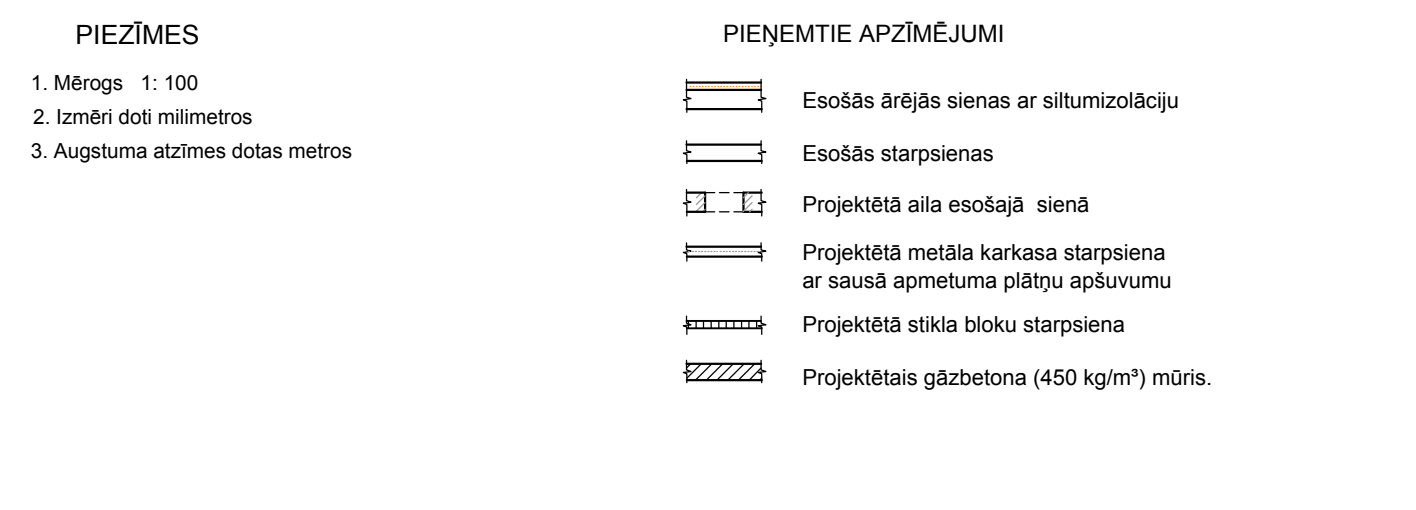 PIEZĪMES
1. Mērogs   1: 100
2. Izmēri doti milimetros
3. Augstuma atzīmes dotas metros
PIEŅEMTIE APZĪMĒJUMI
Esošās ārējās sienas ar siltumizolāciju
Esošās starpsienas
Projektētā aila esošajā  sienā
Projektētā metāla karkasa starpsiena
ar sausā apmetuma plātņu apšuvumu
Projektētā stikla bloku starpsiena
Projektētais gāzbetona (450 kg/m³) mūris.